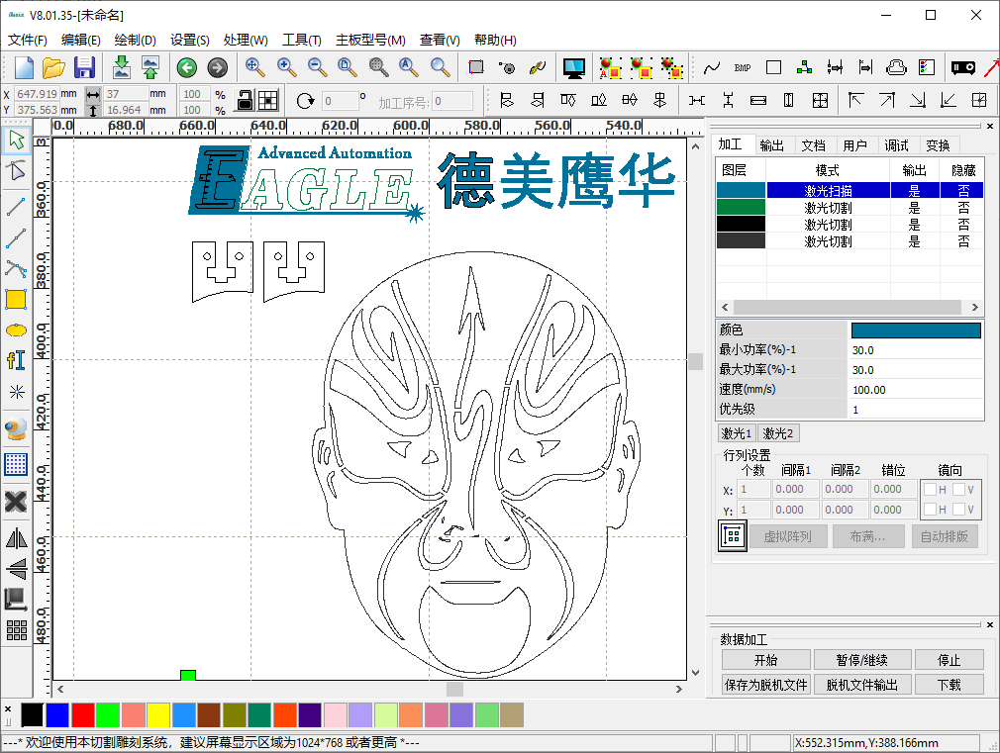 V8.01.35-[未命名]
文件(F) 编辑(E) 绘制(D) 设置(S) 处理(W) 工具(T) 主板型号(M) 查看(V) 帮助(H)
BMP
X 647.919 mm 37 mm 100 %
Y 375.563 mm 16.964 mm 100 %
0 ° 加工序号: 0
0.0 680.0 660.0 640.0 620.0 600.0 580.0 560.0 540.0
360.0
380.0
400.0
420.0
440.0
460.0
480.0
Advanced Automation
EAGLE
德美鹰华
加工 输出 文档 用户 调试 变换
图层 模式 输出 隐藏
激光扫描 是 否
激光切割 是 否
激光切割 是 否
激光切割 是 否
颜色
最小功率(%)-1 30.0
最大功率(%)-1 30.0
速度(mm/s) 100.00
优先级 1
激光1 激光2
行列设置
个数 间隔1 间隔2 错位 镜向
X: 1 0.000 0.000 0.000 H V
Y: 1 0.000 0.000 0.000 H V
虚拟阵列 布满... 自动排版
数据加工
开始 暂停/继续 停止
保存为脱机文件 脱机文件输出 下载
---* 欢迎使用本切割雕刻系统，建议屏幕显示区域为1024*768 或者更高 *---
X:552.315mm,Y:388.166mm